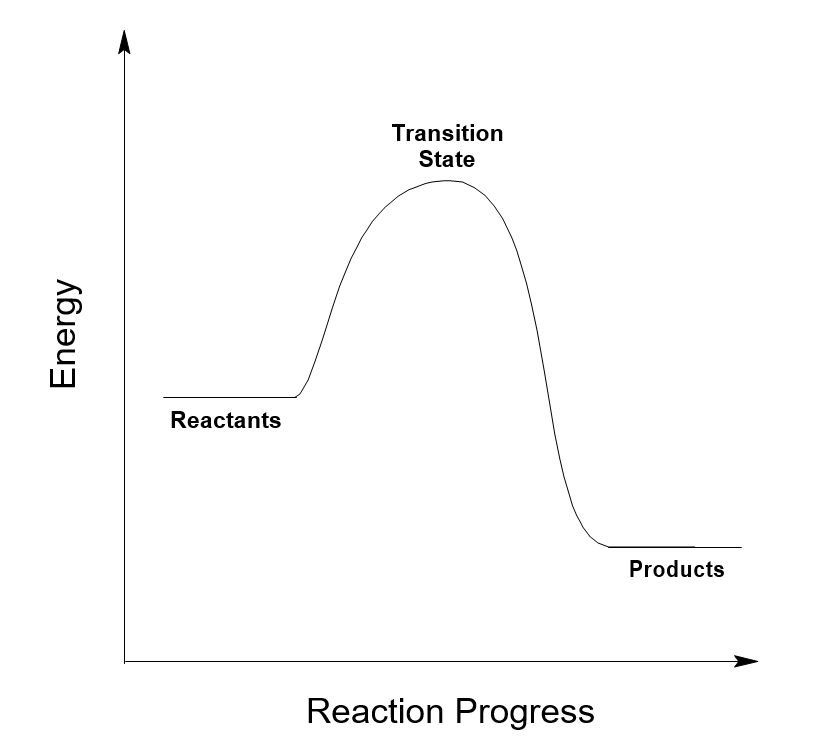 Transition
State
Energy
Reactants
Products
Reaction Progress